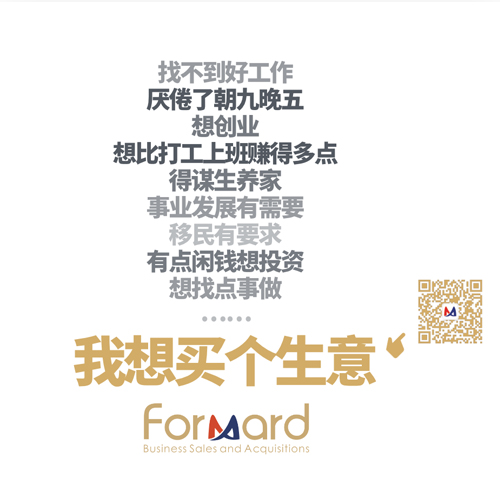 找不到好工作
厌倦了朝九晚五
想创业
想比打工上班赚得多点
得谋生养家
事业发展有需要
移民有要求
有点闲钱想投资
想找点事做
……
我想买个生意
Forward
Business Sales and Acquisitions